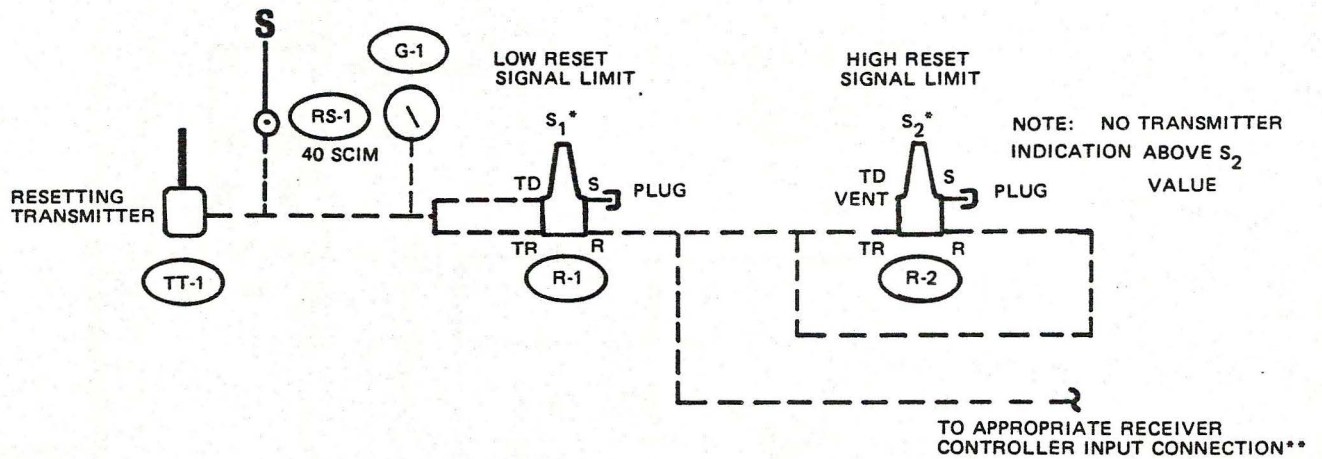 S
G-1
RS-1
40 SCIM
LOW RESET
SIGNAL LIMIT
S1*
TD
S
PLUG
TR
R
R-1
RESETTING
TRANSMITTER
TT-1
HIGH RESET
SIGNAL LIMIT
S2*
TD
VENT
S
PLUG
TR
R
R-2
NOTE: NO TRANSMITTER
INDICATION ABOVE S2
VALUE
TO APPROPRIATE RECEIVER
CONTROLLER INPUT CONNECTION**